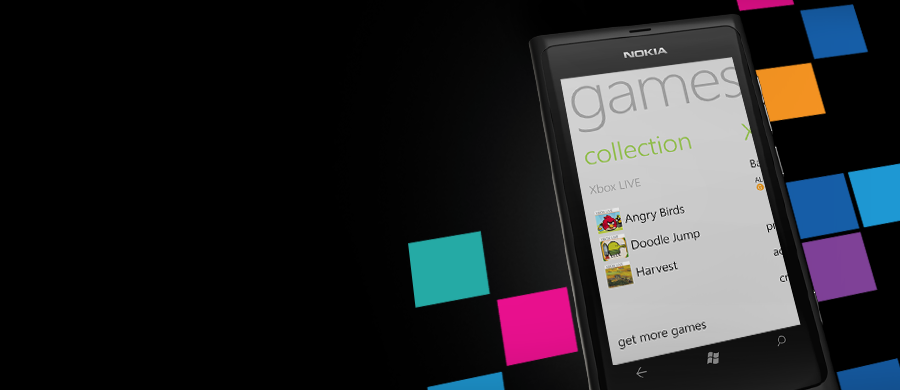 NOKIA
games
collection
Xbox LIVE
Angry Birds
Doodle Jump
Harvest
get more games